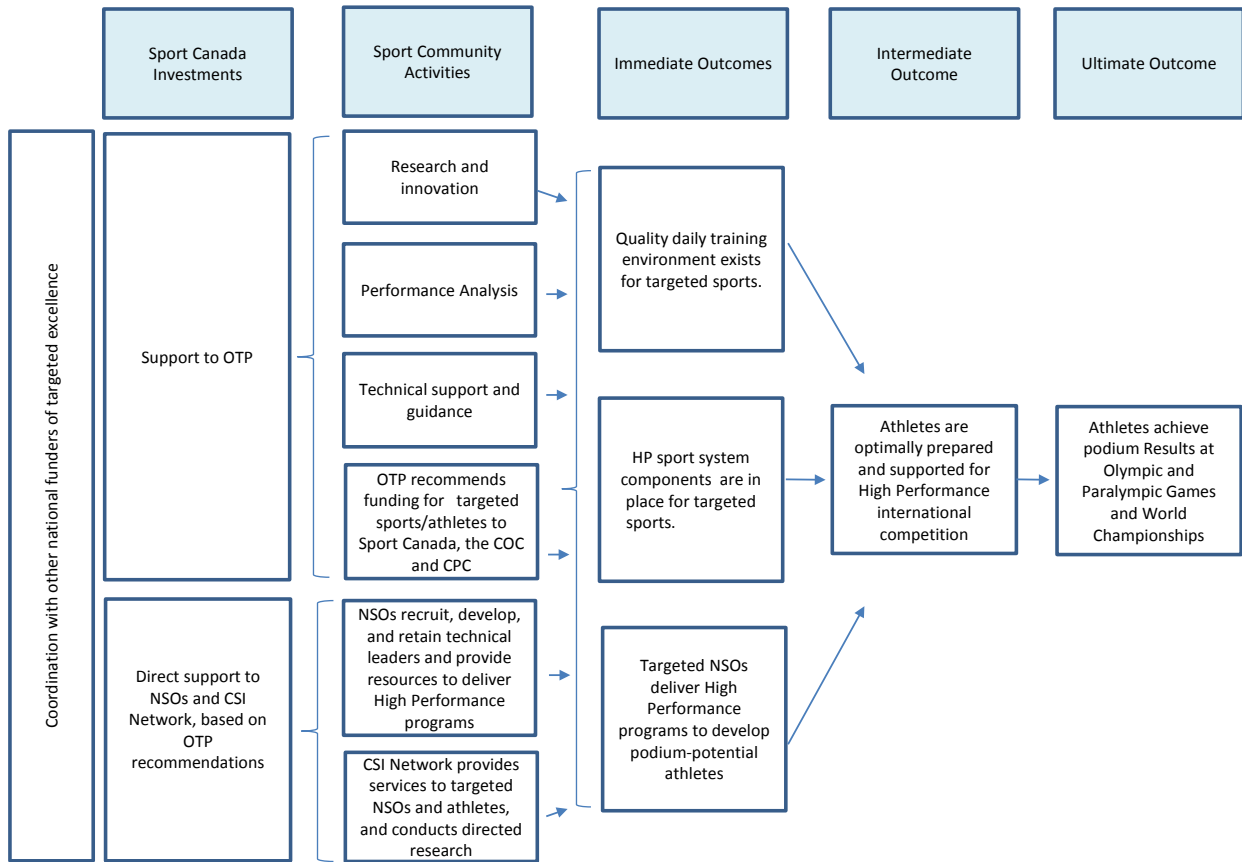 Sport Canada
Investments
Sport Community
Activities
Immediate Outcomes
Intermediate
Outcome
Ultimate Outcome
Coordination with other national funders of targeted excellence
Support to OTP
Research and
innovation
Performance Analysis
Technical support and
guidance
OTP recommends
funding for targeted
sports/athletes to
Sport Canada, the COC
and CPC
Direct support to
NSOs and CSI
Network, based on
OTP
recommendations
NSOs recruit, develop,
and retain technical
leaders and provide
resources to deliver
High Performance
programs
CSI Network provides
services to targeted
NSOs and athletes,
and conducts directed
research
Quality daily training
environment exists
for targeted sports.
HP sport system
components are in
place for targeted
sports.
Targeted NSOs
deliver High
Performance
programs to develop
podium-potential
athletes
Athletes are
optimally prepared
and supported for
High Performance
international
competition
Athletes achieve
podium Results at
Olympic and
Paralympic Games
and World
Championships